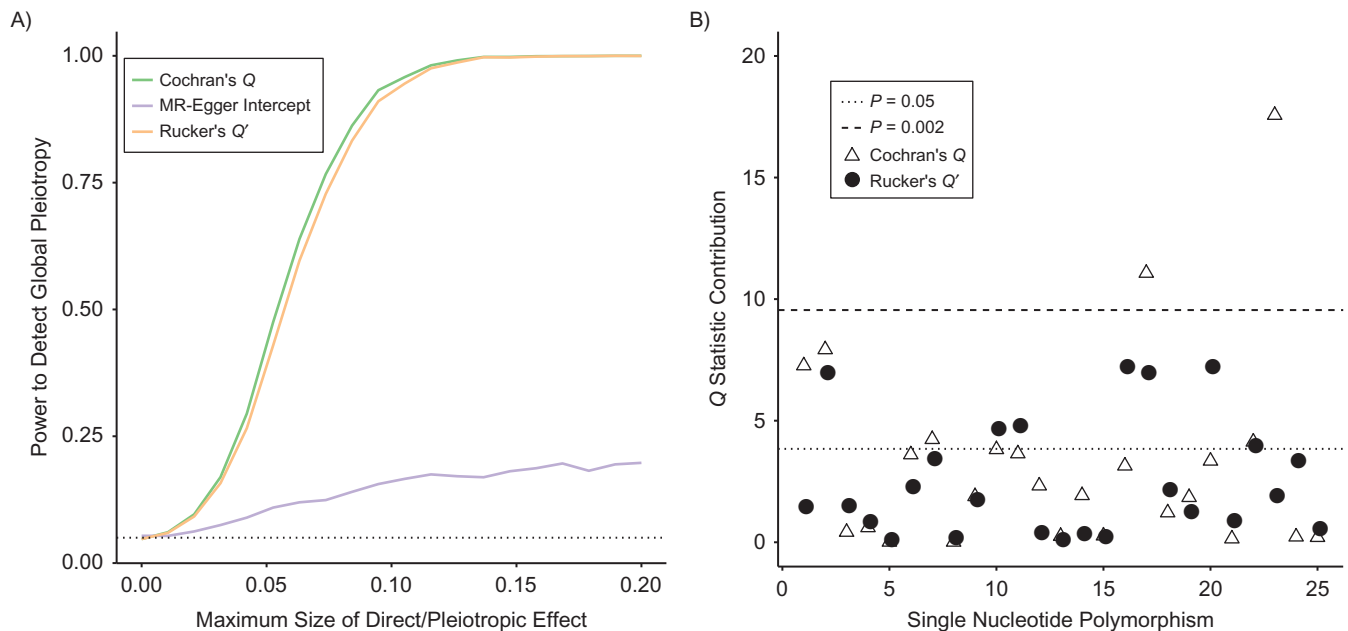 A)
Power to Detect Global Pleiotropy
1.00
0.75
0.50
0.25
0.00
Cochran's Q
MR-Egger Intercept
Rucker's Q′
0.00 0.05 0.10 0.15 0.20
Maximum Size of Direct/Pleiotropic Effect
B)
Q Statistic Contribution
20
15
10
5
0
P = 0.05
P = 0.002
Cochran's Q
Rucker's Q′
0 5 10 15 20 25
Single Nucleotide Polymorphism